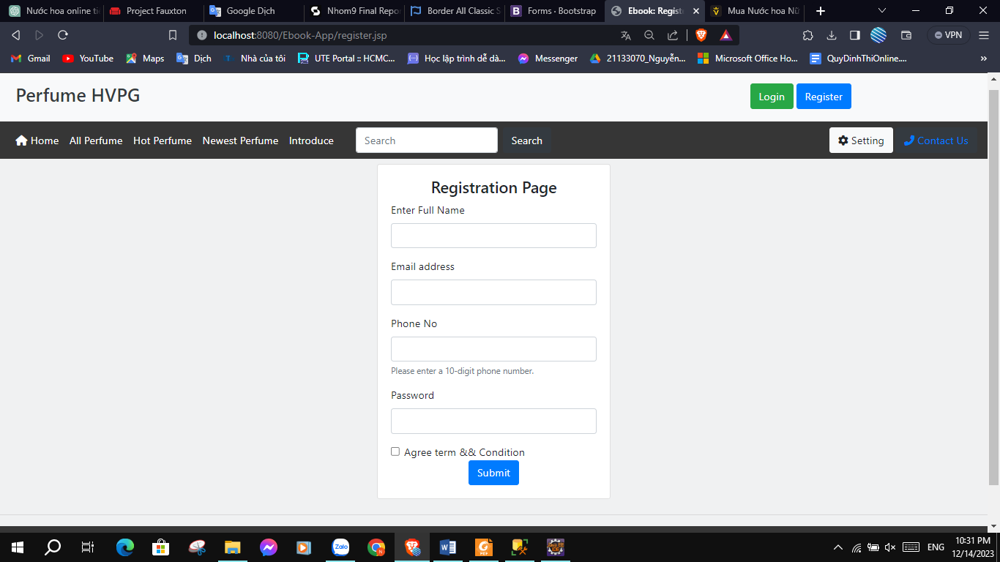 Nước hoa online ti
Project Fauxton
Google Dịch
Nhom9 Final Repor
Border All Classic S
Forms · Bootstrap
Ebook: Regist
Mua Nước hoa Nữ
localhost:8080/Ebook-App/register.jsp
VPN
Gmail
YouTube
Maps
Dịch
Nhà của tôi
UTE Portal :: HCMC...
Học lập trình dễ dà...
Messenger
21133070_Nguyễn...
Microsoft Office Ho...
QuyDinhThiOnline....
»
Perfume HVPG
Login
Register
Home
All Perfume
Hot Perfume
Newest Perfume
Introduce
Search
Search
Setting
Contact Us
Registration Page
Enter Full Name
Email address
Phone No
Please enter a 10-digit phone number.
Password
Agree term && Condition
Submit
Zalo
ENG
10:31 PM
12/14/2023